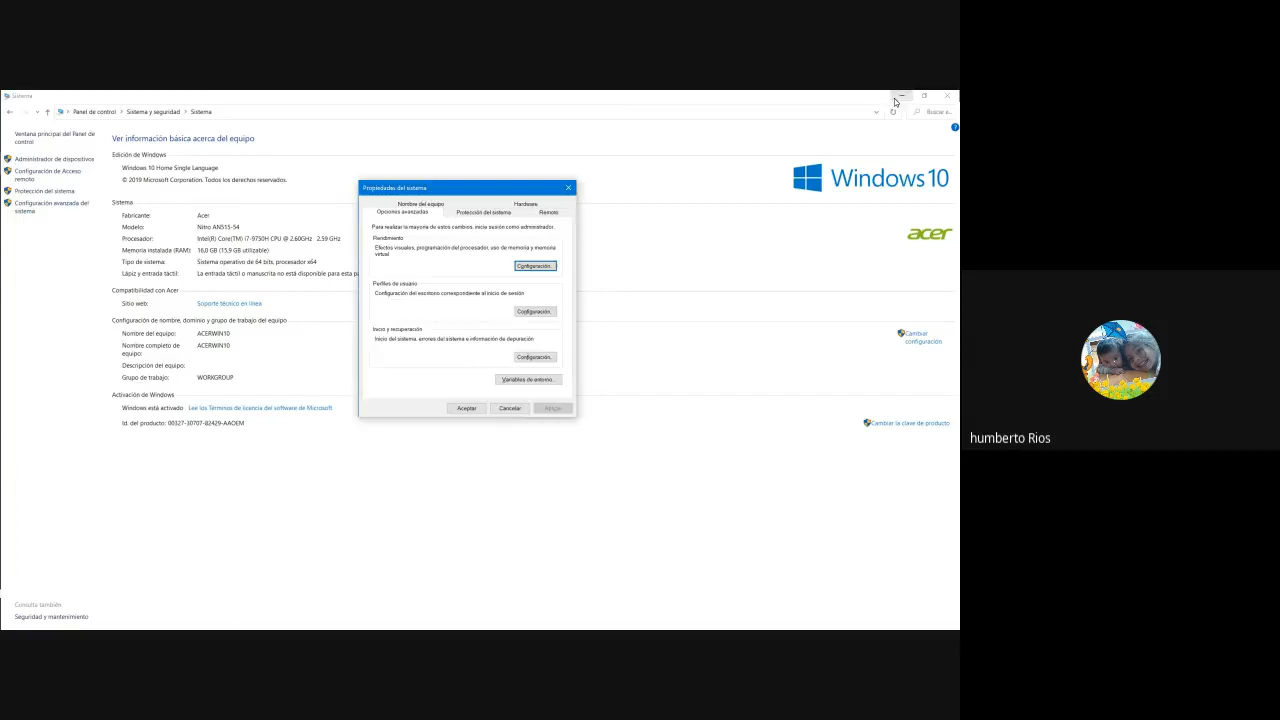 Sistema
Panel de control > Sistema y seguridad > Sistema
Buscar e...
Ventana principal del Panel de
control
Administrador de dispositivos
Configuración de Acceso
remoto
Protección del sistema
Configuración avanzada del
sistema
Ver información básica acerca del equipo
Edición de Windows
Windows 10 Home Single Language
© 2019 Microsoft Corporation. Todos los derechos reservados.
Windows 10
Sistema
Fabricante: Acer
Modelo: Nitro AN515-54
Procesador: Intel(R) Core(TM) i7-9750H CPU @ 2.60GHz 2.59 GHz
Memoria instalada (RAM): 16,0 GB (15,9 GB utilizable)
Tipo de sistema: Sistema operativo de 64 bits, procesador x64
Lápiz y entrada táctil: La entrada táctil o manuscrita no está disponible para esta pa
acer
Compatibilidad con Acer
Sitio web: Soporte técnico en línea
Configuración de nombre, dominio y grupo de trabajo del equipo
Nombre del equipo: ACERWIN10
Nombre completo de ACERWIN10
equipo:
Descripción del equipo:
Grupo de trabajo: WORKGROUP
Cambiar
configuración
Activación de Windows
Windows está activado Lee los Términos de licencia del software de Microsoft
Id. del producto: 00327-30707-82429-AAOEM
Cambiar la clave de producto
Propiedades del sistema
Nombre del equipo Hardware
Opciones avanzadas Protección del sistema Remoto
Para realizar la mayoría de estos cambios, inicie sesión como administrador.
Rendimiento
Efectos visuales, programación del procesador, uso de memoria y memoria
virtual
Configuración...
Perfiles de usuario
Configuración del escritorio correspondiente al inicio de sesión
Configuración...
Inicio y recuperación
Inicio del sistema, errores del sistema e información de depuración
Configuración...
Variables de entorno...
Aceptar Cancelar Aplicar
Consulta también
Seguridad y mantenimiento
humberto Rios